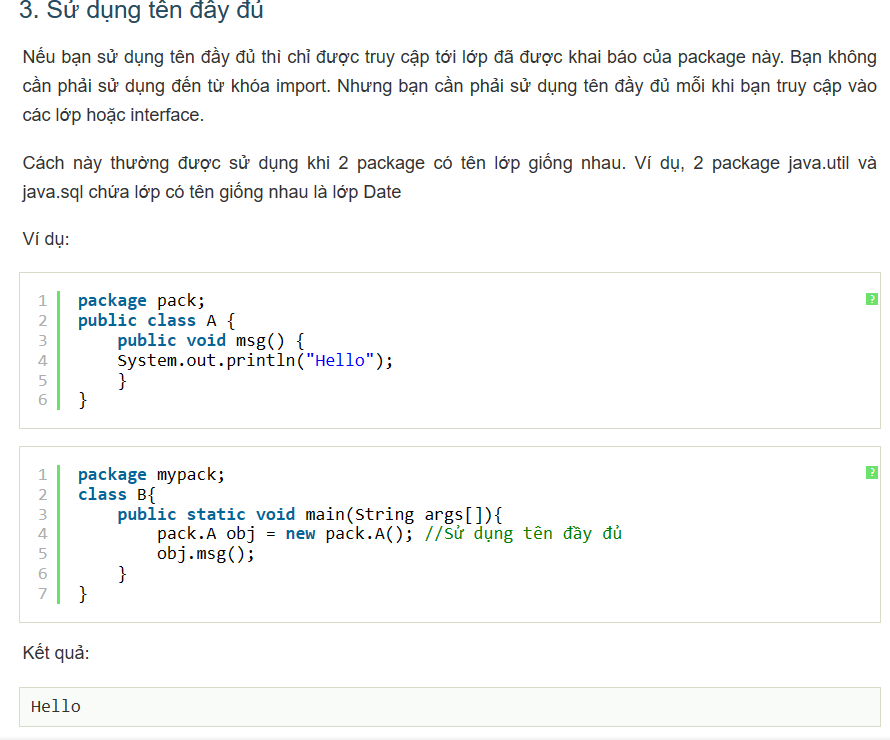 3. Sử dụng tên đầy đủ
Nếu bạn sử dụng tên đầy đủ thì chỉ được truy cập tới lớp đã được khai báo của package này. Bạn không
cần phải sử dụng đến từ khóa import. Nhưng bạn cần phải sử dụng tên đầy đủ mỗi khi bạn truy cập vào
các lớp hoặc interface.
Cách này thường được sử dụng khi 2 package có tên lớp giống nhau. Ví dụ, 2 package java.util và
java.sql chứa lớp có tên giống nhau là lớp Date
Ví dụ:
1 package pack; ?
2 public class A {
3     public void msg() {
4     System.out.println("Hello");
5     }
6 }
1 package mypack; ?
2 class B{
3     public static void main(String args[]){
4         pack.A obj = new pack.A(); //Sử dụng tên đầy đủ
5         obj.msg();
6     }
7 }
Kết quả:
Hello